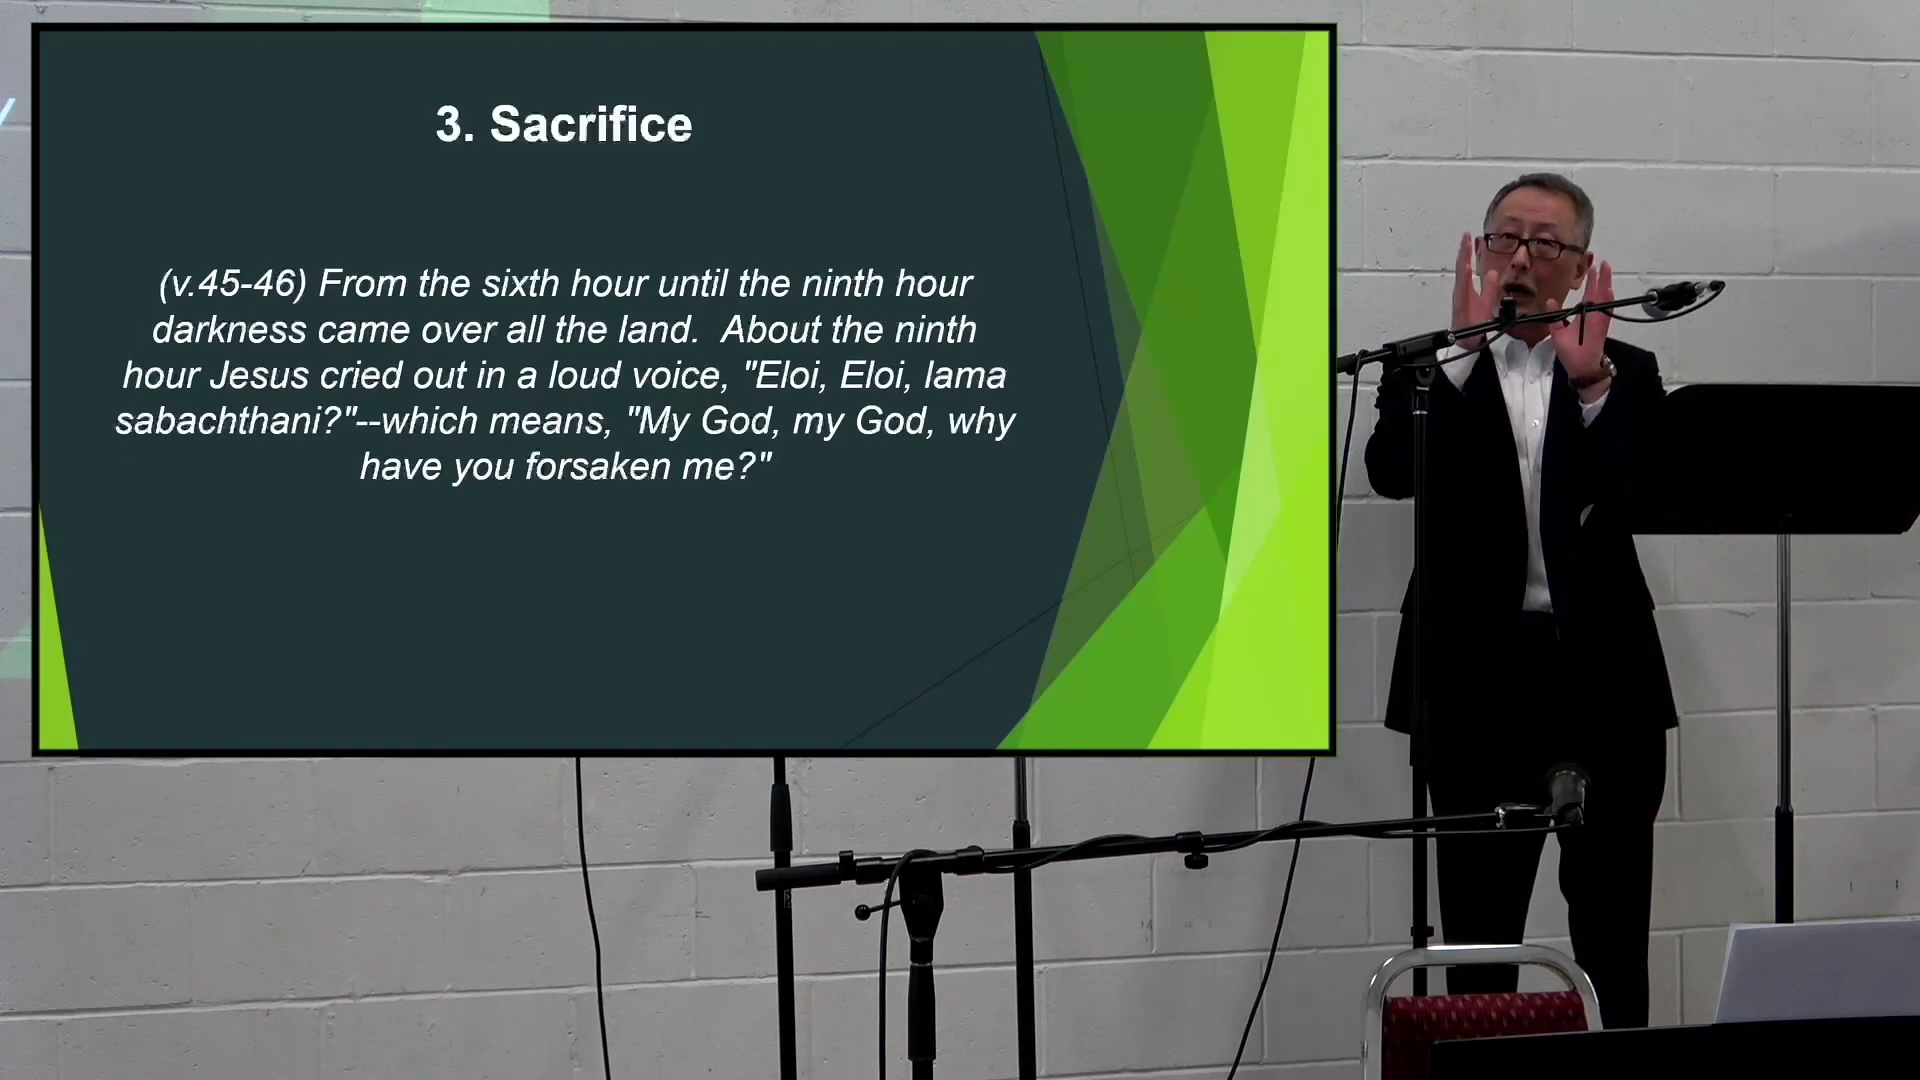 3. Sacrifice
(v.45-46) From the sixth hour until the ninth hour
darkness came over all the land.  About the ninth
hour Jesus cried out in a loud voice, "Eloi, Eloi, lama
sabachthani?"--which means, "My God, my God, why
have you forsaken me?"